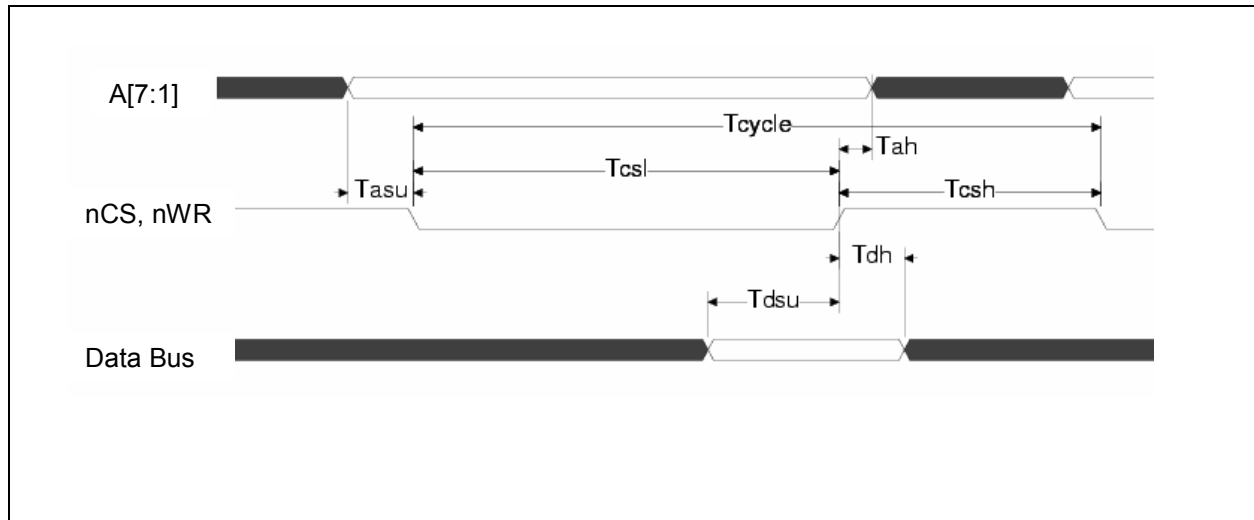 A[7:1]
Tcycle
Tah
Tcsl
Tasu
Tcsh
nCS, nWR
Tdh
Tdsu
Data Bus